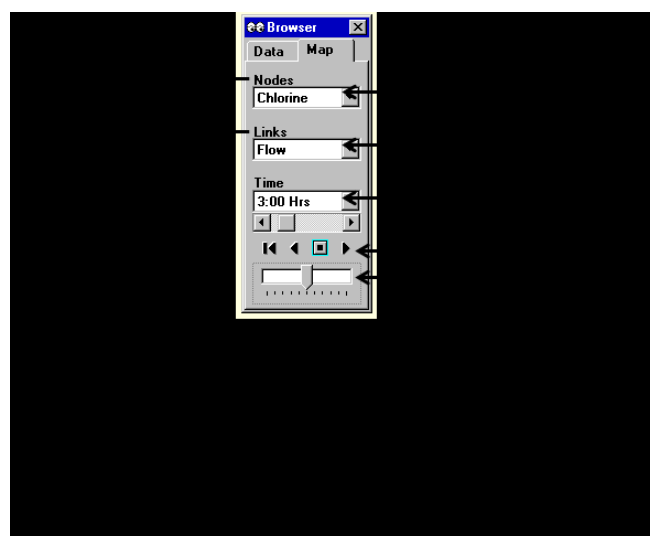 Browser
Data Map
Nodes
Chlorine
Links
Flow
Time
3:00 Hrs